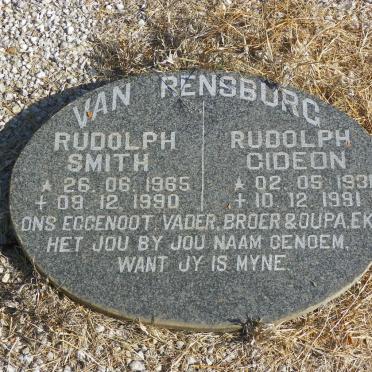 VAN RENSBURG
RUDOLPH
SMITH
* 26. 06. 1965
+ 09. 12. 1990
RUDOLPH
GIDEON
* 02. 05. 1931
+ 10. 12. 1991
ONS EGGENOOT, VADER, BROER & OUPA, EK
HET JOU BY JOU NAAM GENOEM,
WANT JY IS MYNE.